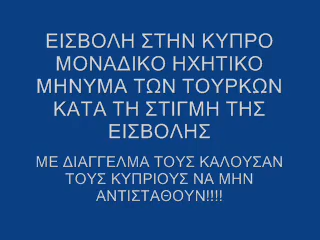 ΕΙΣΒΟΛΗ ΣΤΗΝ ΚΥΠΡΟ
ΜΟΝΑΔΙΚΟ ΗΧΗΤΙΚΟ
ΜΗΝΥΜΑ ΤΩΝ ΤΟΥΡΚΩΝ
ΚΑΤΑ ΤΗ ΣΤΙΓΜΗ ΤΗΣ
ΕΙΣΒΟΛΗΣ
ΜΕ ΔΙΑΓΓΕΛΜΑ ΤΟΥΣ ΚΑΛΟΥΣΑΝ
ΤΟΥΣ ΚΥΠΡΙΟΥΣ ΝΑ ΜΗΝ
ΑΝΤΙΣΤΑΘΟΥΝ!!!!